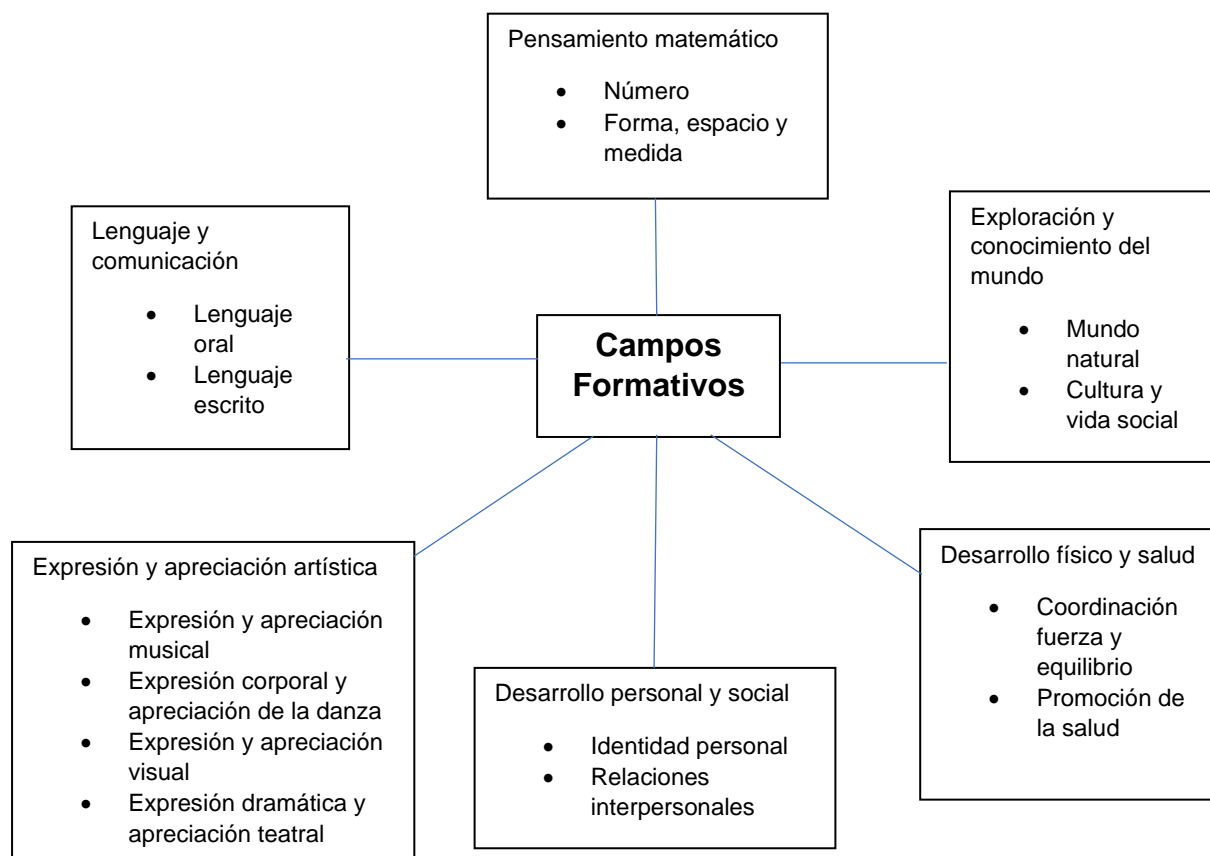 Pensamiento matemático
• Número
• Forma, espacio y
medida
Lenguaje y
comunicación
• Lenguaje
oral
• Lenguaje
escrito
Exploración y
conocimiento del
mundo
• Mundo
natural
• Cultura y
vida social
Campos
Formativos
Expresión y apreciación artística
• Expresión y apreciación
musical
• Expresión corporal y
apreciación de la danza
• Expresión y apreciación
visual
• Expresión dramática y
apreciación teatral
Desarrollo personal y social
• Identidad personal
• Relaciones
interpersonales
Desarrollo físico y salud
• Coordinación
fuerza y
equilibrio
• Promoción de
la salud